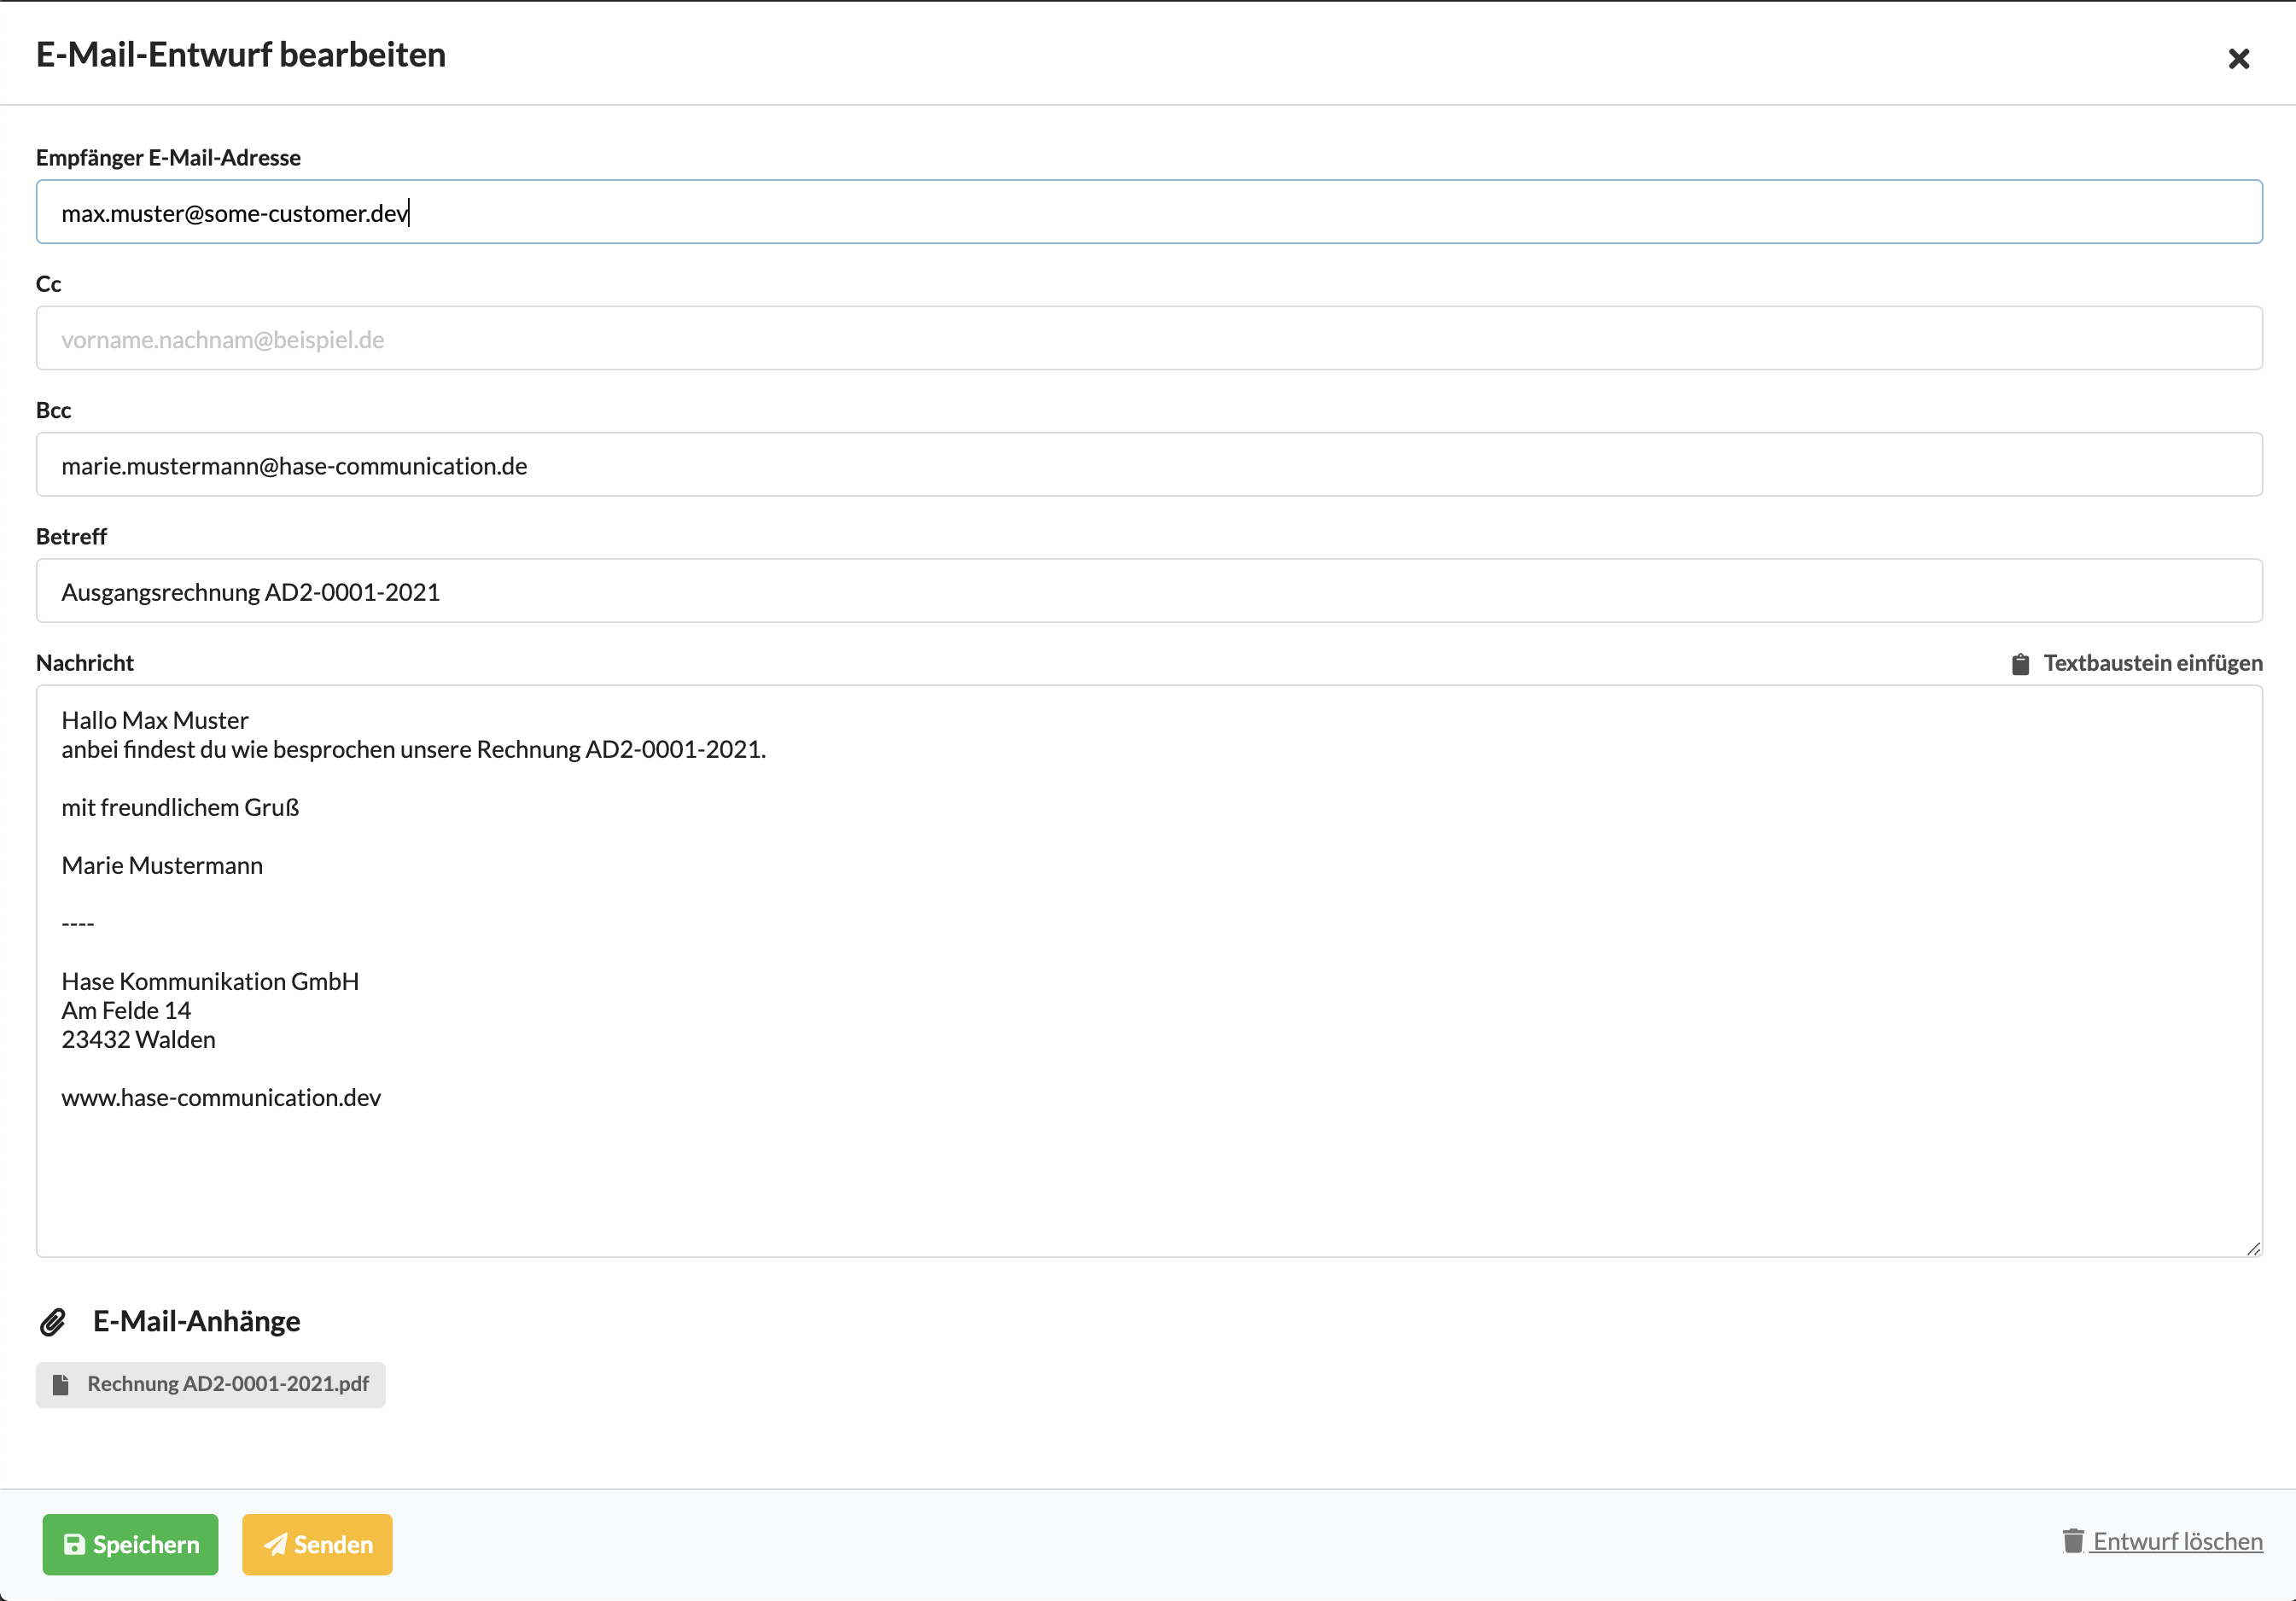 E-Mail-Entwurf bearbeiten
Empfänger E-Mail-Adresse
max.muster@some-customer.dev
Cc
vorname.nachnam@beispiel.de
Bcc
marie.mustermann@hase-communication.de
Betreff
Ausgangsrechnung AD2-0001-2021
Nachricht
Textbaustein einfügen
Hallo Max Muster
anbei findest du wie besprochen unsere Rechnung AD2-0001-2021.
mit freundlichem Gruß
Marie Mustermann
----
Hase Kommunikation GmbH
Am Felde 14
23432 Walden
www.hase-communication.dev
E-Mail-Anhänge
Rechnung AD2-0001-2021.pdf
Speichern
Senden
Entwurf löschen